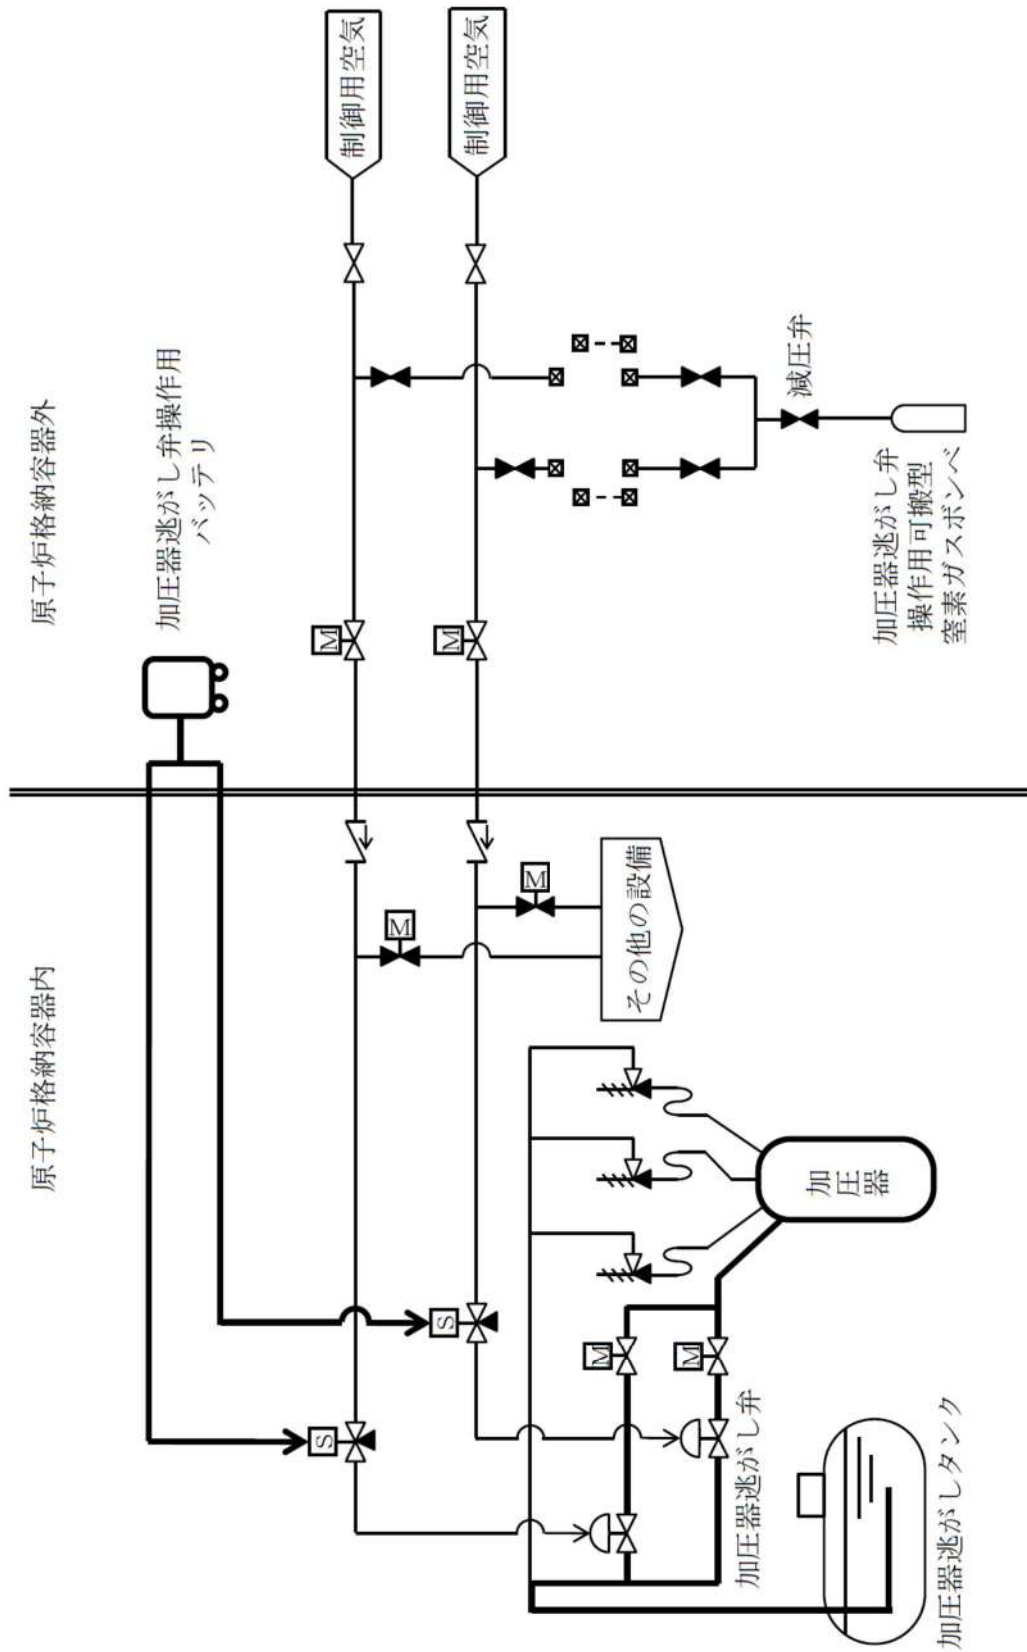 原子炉格納容器内
原子炉格納容器外
加圧器逃がし弁操作用
バッテリ
制御用空気
制御用空気
M
M
M
M
S
S
M
M
その他の設備
加圧器
加圧器逃がし弁
加圧器逃がしタンク
減圧弁
加圧器逃がし弁
操作用可搬型
窒素ガスボンベ